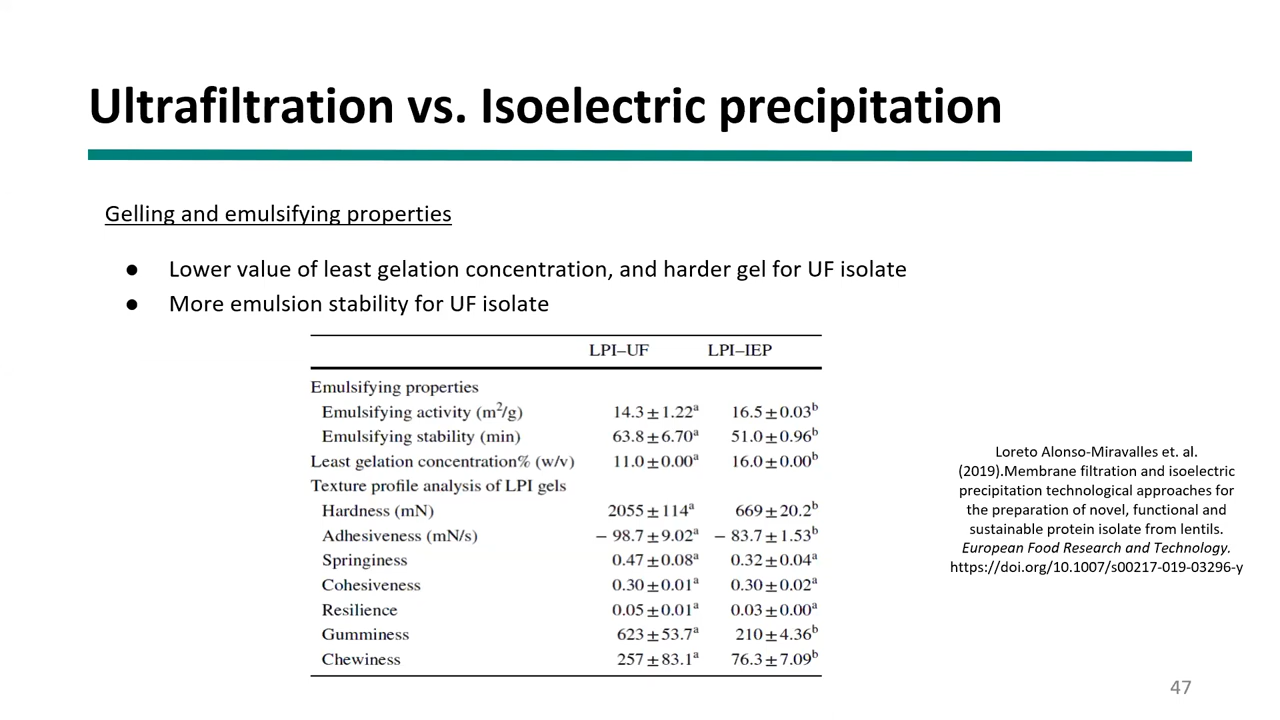 Ultrafiltration vs. Isoelectric precipitation
Gelling and emulsifying properties
● Lower value of least gelation concentration, and harder gel for UF isolate
● More emulsion stability for UF isolate
LPI–UF LPI–IEP
Emulsifying properties
Emulsifying activity (m²/g) 14.3±1.22ᵃ 16.5±0.03ᵇ
Emulsifying stability (min) 63.8±6.70ᵃ 51.0±0.96ᵇ
Least gelation concentration% (w/v) 11.0±0.00ᵃ 16.0±0.00ᵇ
Texture profile analysis of LPI gels
Hardness (mN) 2055±114ᵃ 669±20.2ᵇ
Adhesiveness (mN/s) − 98.7±9.02ᵃ − 83.7±1.53ᵇ
Springiness 0.47±0.08ᵃ 0.32±0.04ᵃ
Cohesiveness 0.30±0.01ᵃ 0.30±0.02ᵃ
Resilience 0.05±0.01ᵃ 0.03±0.00ᵃ
Gumminess 623±53.7ᵃ 210±4.36ᵇ
Chewiness 257±83.1ᵃ 76.3±7.09ᵇ
Loreto Alonso-Miravalles et. al.
(2019).Membrane filtration and isoelectric
precipitation technological approaches for
the preparation of novel, functional and
sustainable protein isolate from lentils.
European Food Research and Technology.
https://doi.org/10.1007/s00217-019-03296-y
47